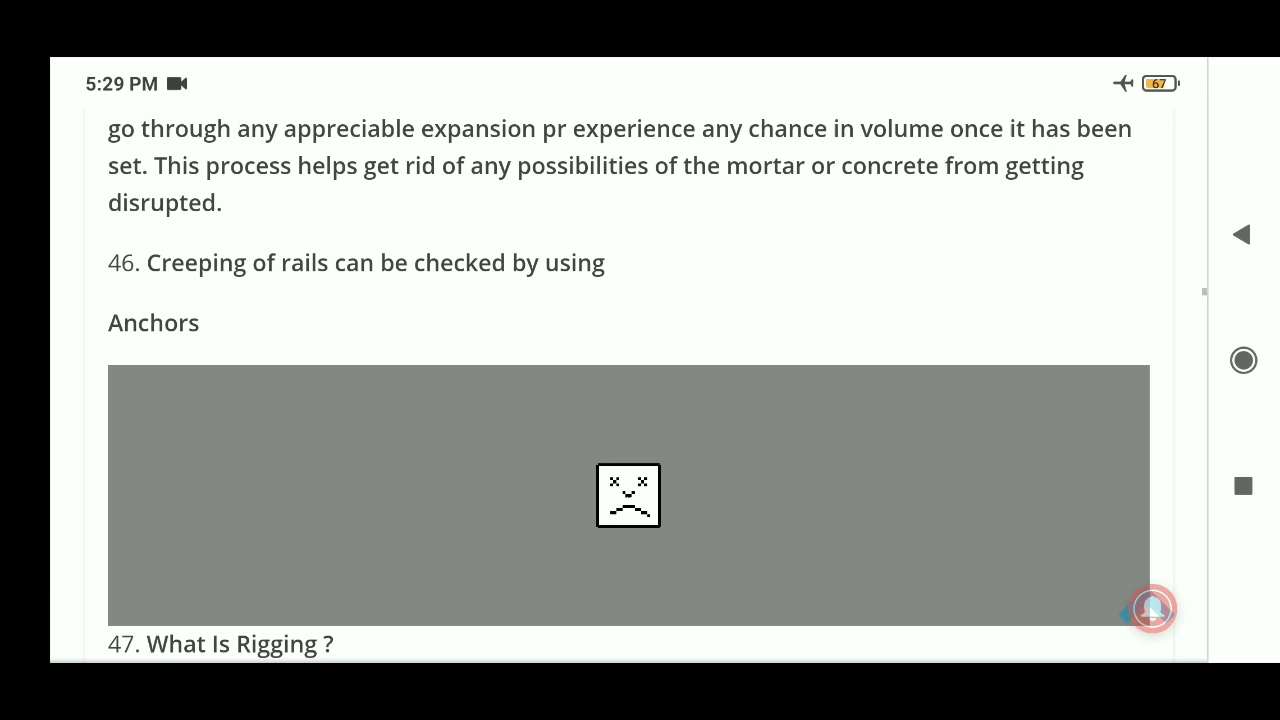 5:29 PM
67
go through any appreciable expansion pr experience any chance in volume once it has been
set. This process helps get rid of any possibilities of the mortar or concrete from getting
disrupted.
46. Creeping of rails can be checked by using
Anchors
47. What Is Rigging ?